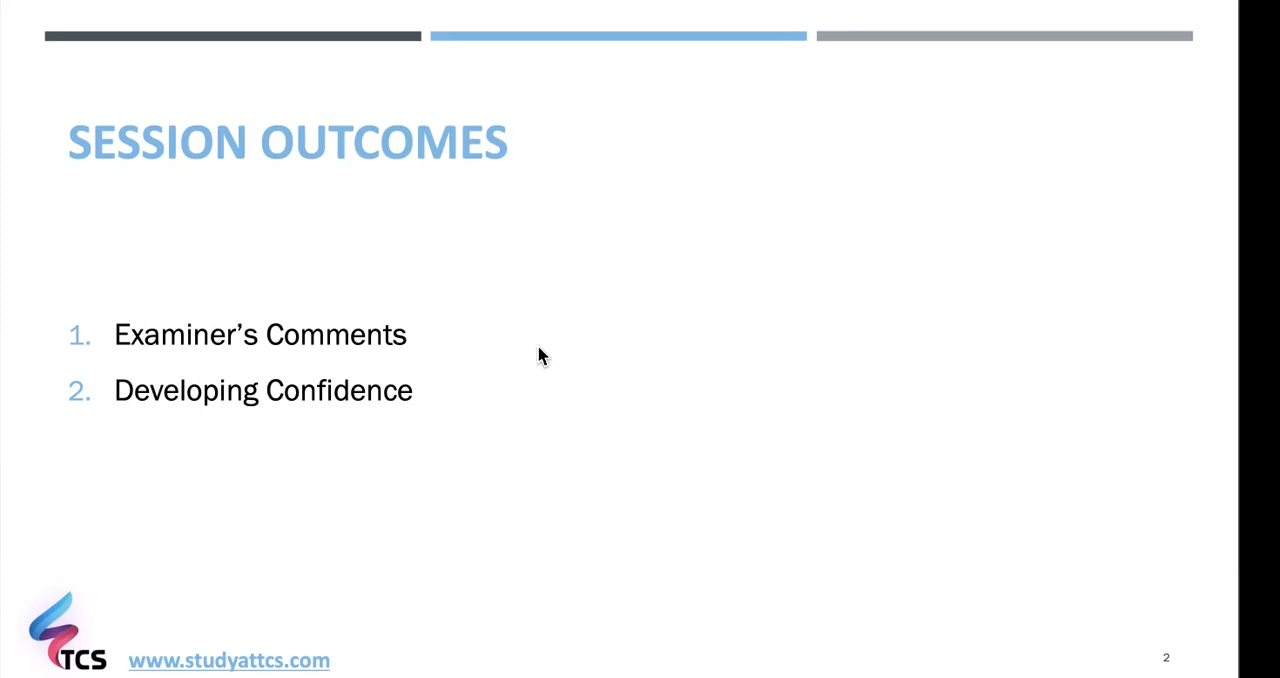 SESSION OUTCOMES
1. Examiner’s Comments
2. Developing Confidence
TCS
www.studyattcs.com
2